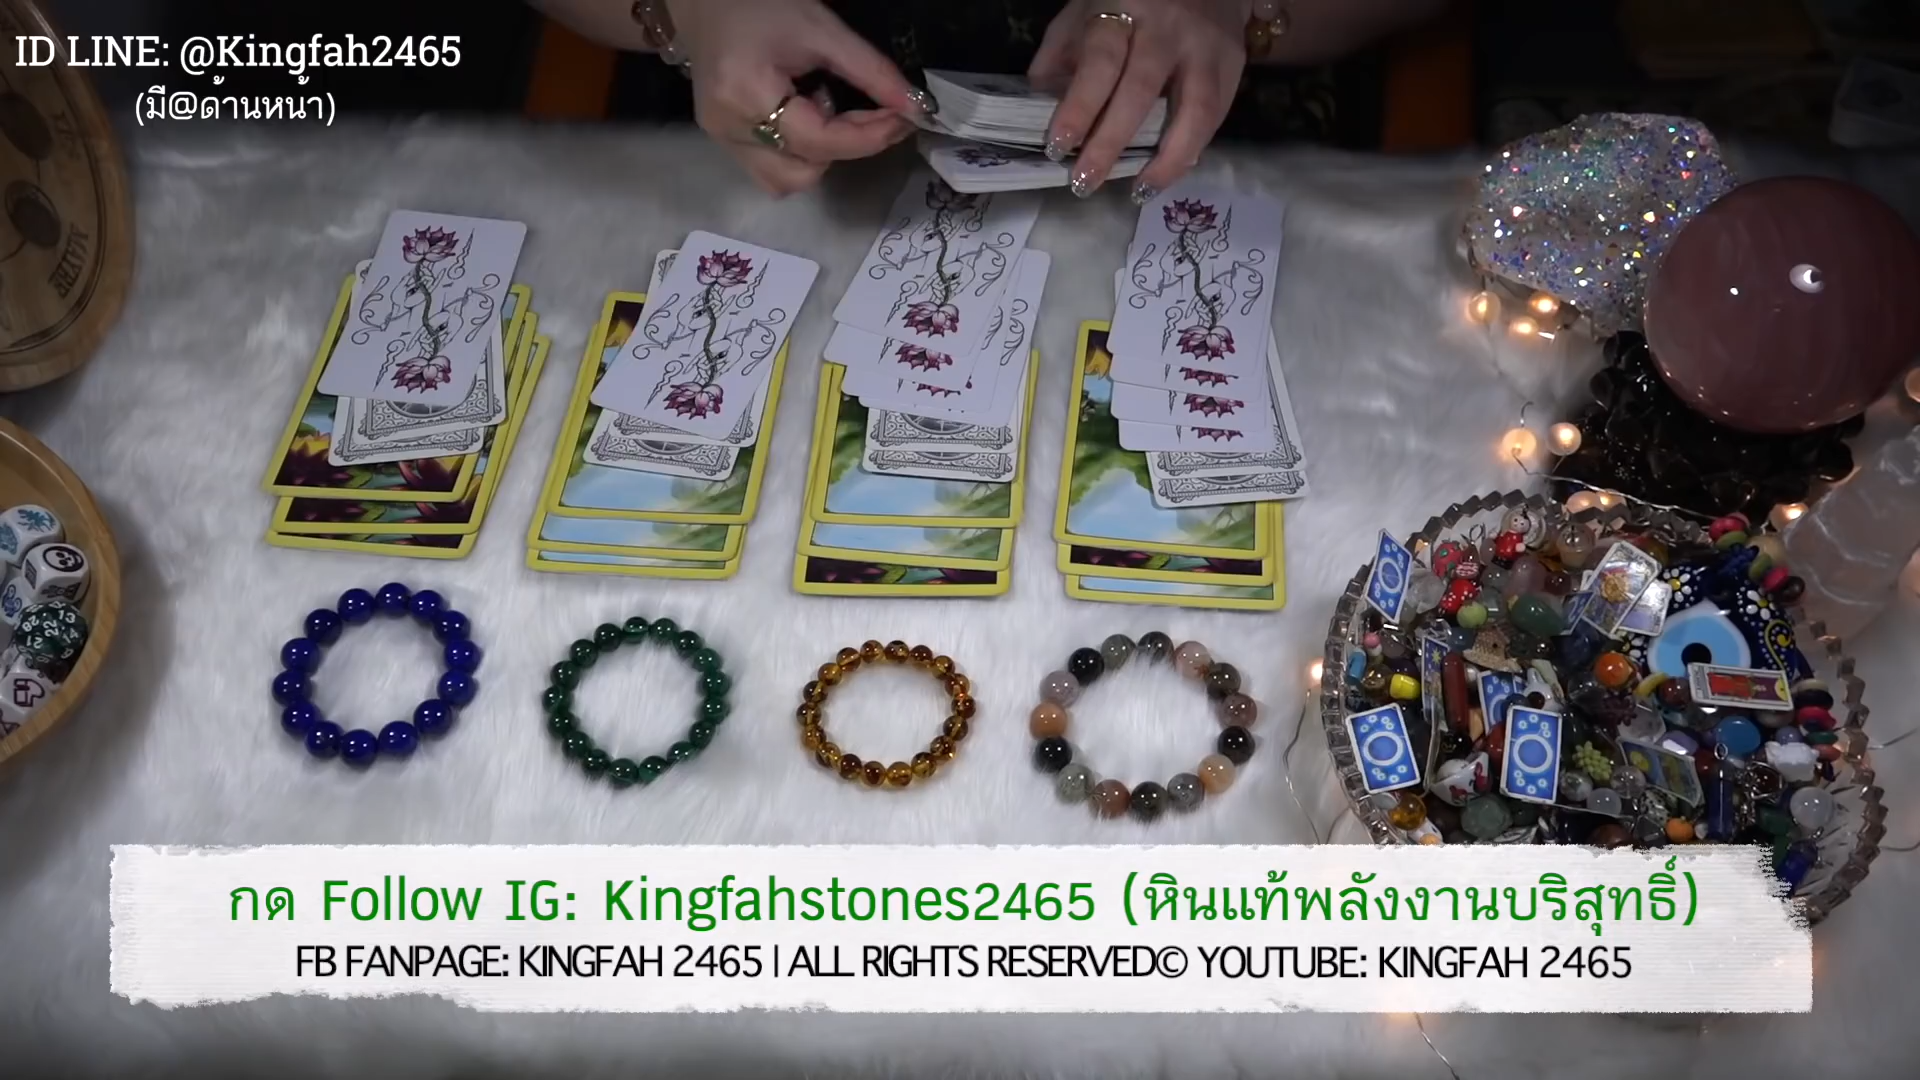 ID LINE: @Kingfah2465
(มี@ด้านหน้า)
กด Follow IG: Kingfahstones2465 (หินแท้พลังงานบริสุทธิ์)
FB FANPAGE: KINGFAH 2465 | ALL RIGHTS RESERVED© YOUTUBE: KINGFAH 2465